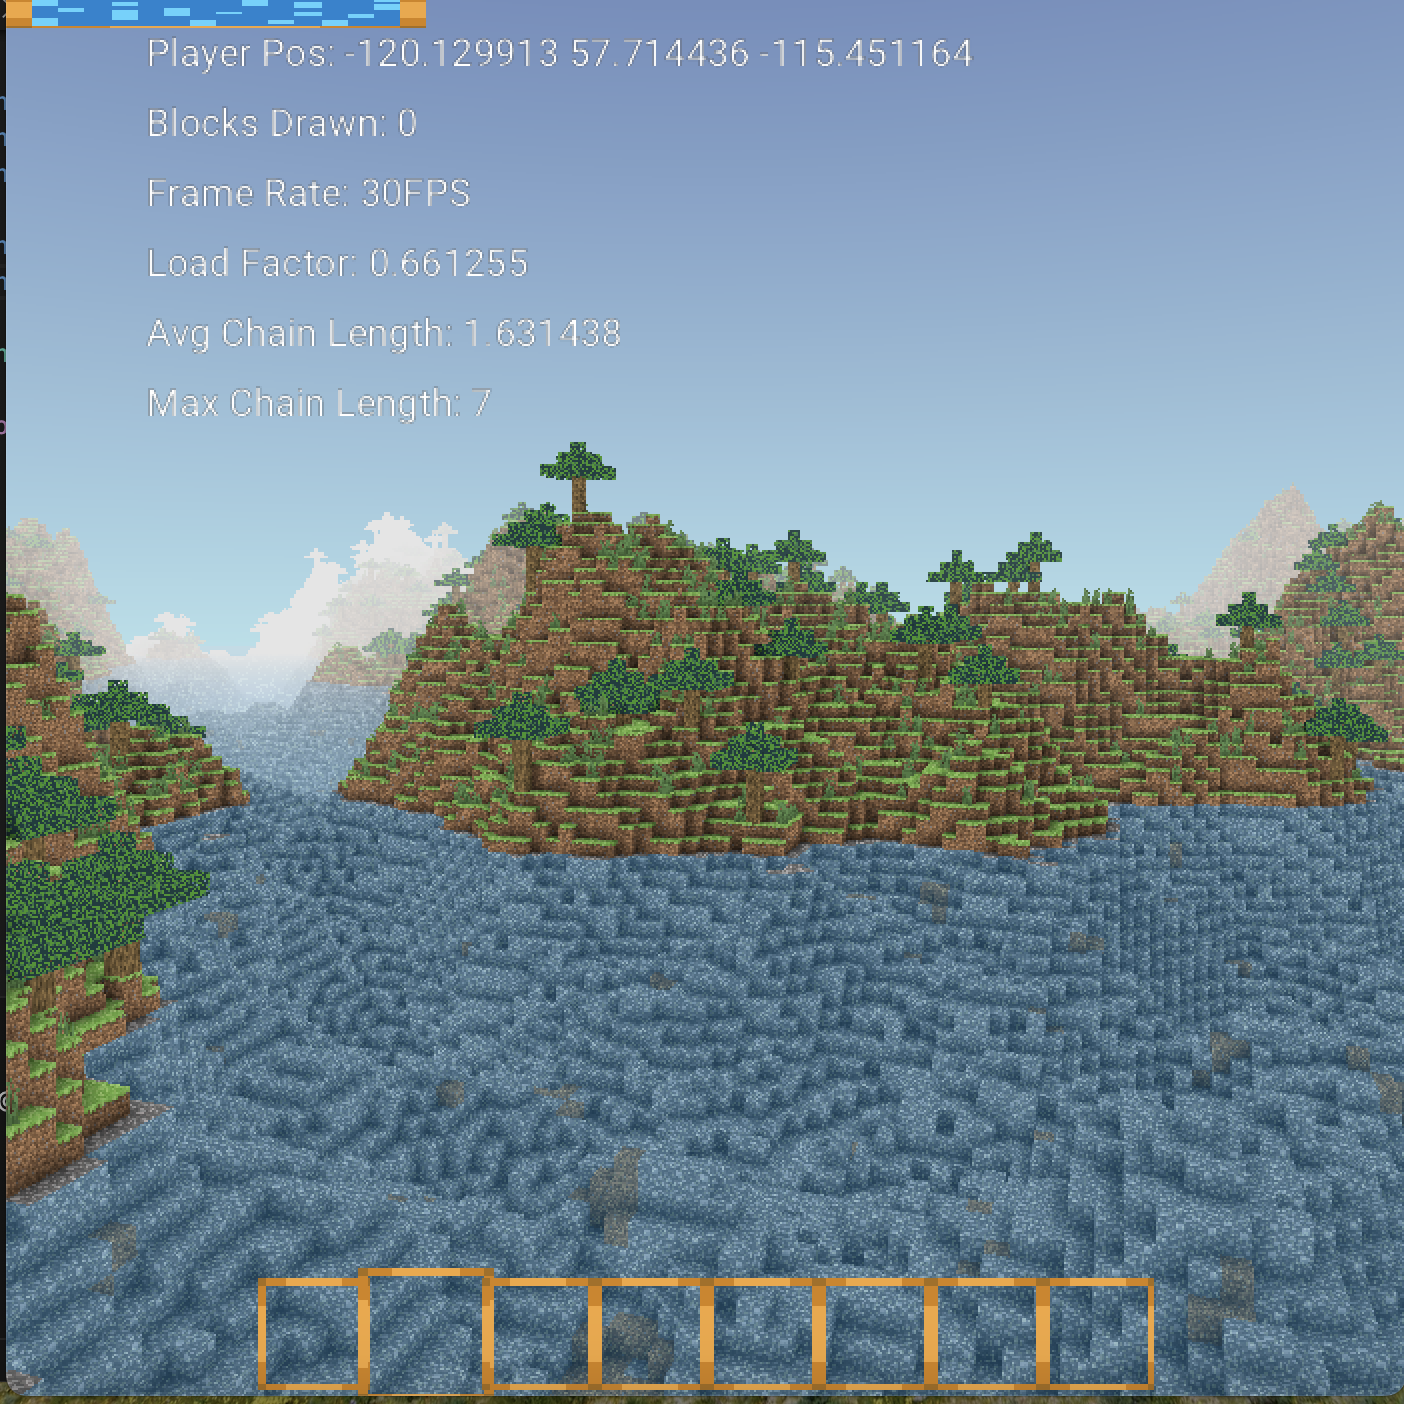 Player Pos: -120.129913 57.714436 -115.451164
Blocks Drawn: 0
Frame Rate: 30FPS
Load Factor: 0.661255
Avg Chain Length: 1.631438
Max Chain Length: 7